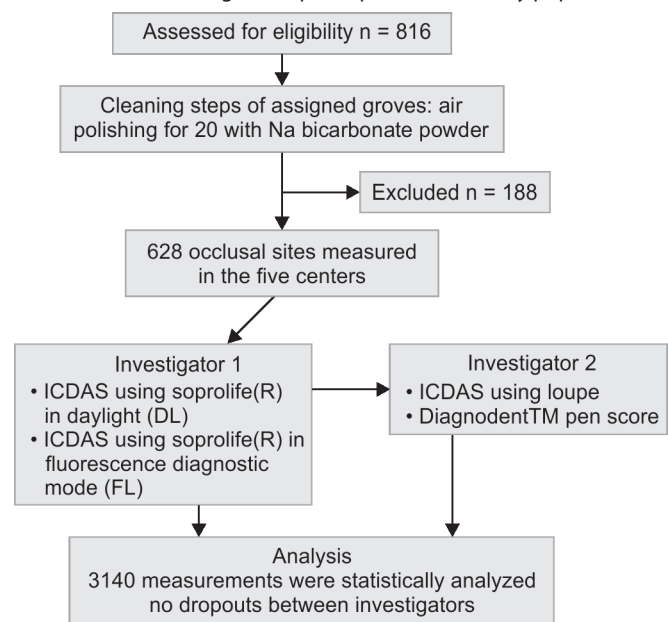 Assessed for eligibility n = 816
Cleaning steps of assigned groves: air
polishing for 20 with Na bicarbonate powder
Excluded n = 188
628 occlusal sites measured
in the five centers
Investigator 1
• ICDAS using soprolife(R)
in daylight (DL)
• ICDAS using soprolife(R) in
fluorescence diagnostic
mode (FL)
Investigator 2
• ICDAS using loupe
• DiagnodentTM pen score
Analysis
3140 measurements were statistically analyzed
no dropouts between investigators